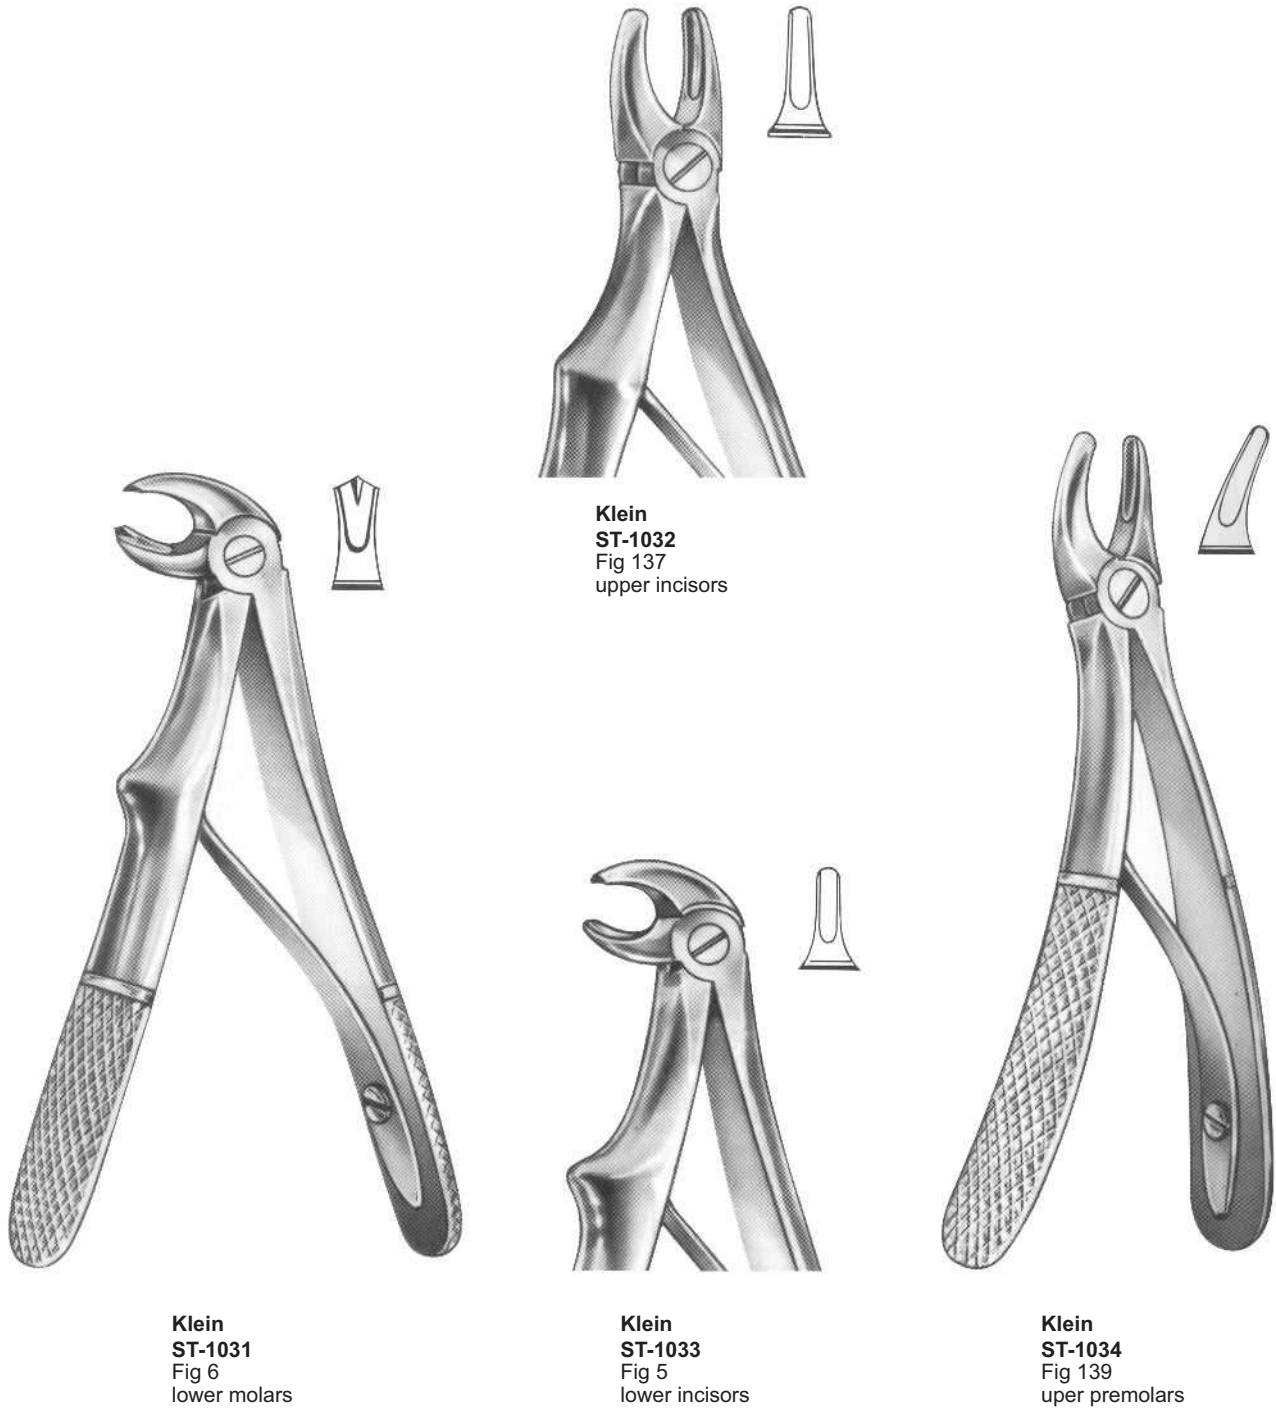 Klein
ST-1032
Fig 137
upper incisors
Klein
ST-1031
Fig 6
lower molars
Klein
ST-1033
Fig 5
lower incisors
Klein
ST-1034
Fig 139
uper premolars